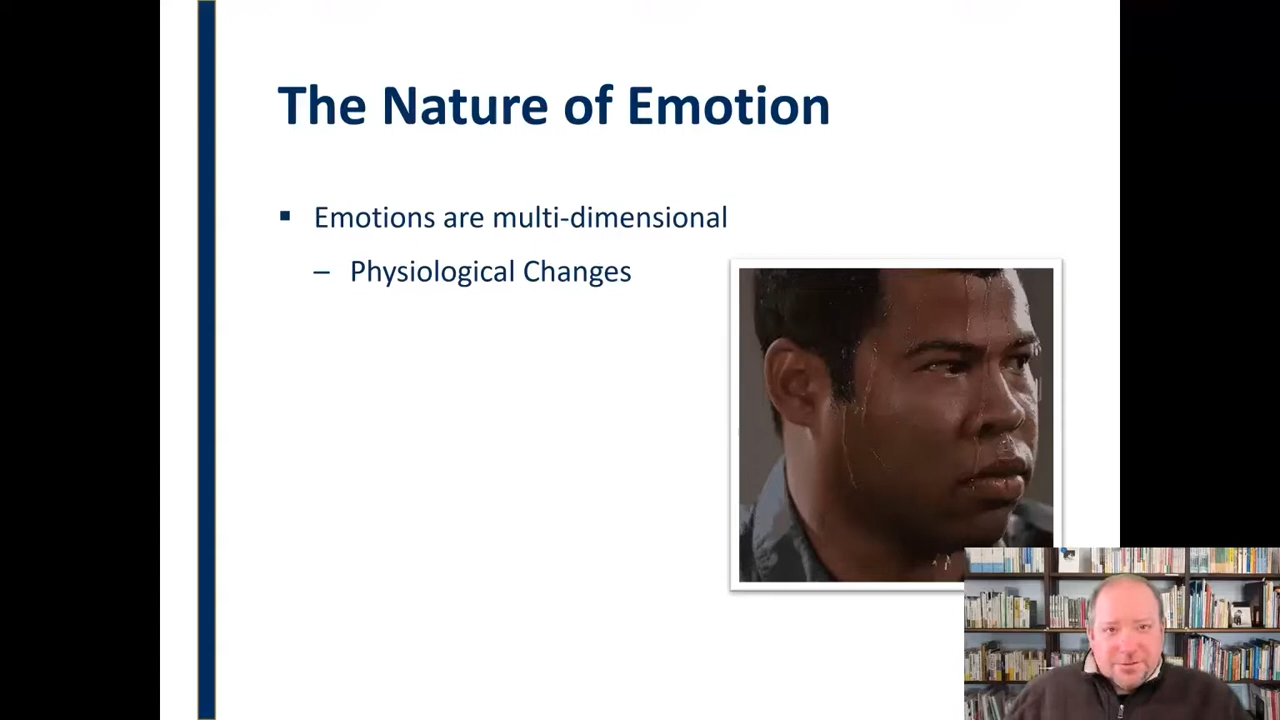 The Nature of Emotion
▪ Emotions are multi-dimensional
– Physiological Changes